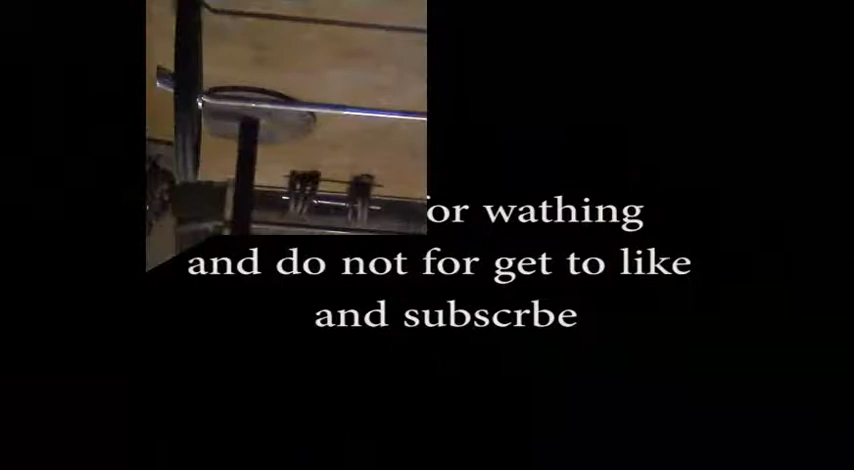 or wathing
and do not for get to like
and subscrbe